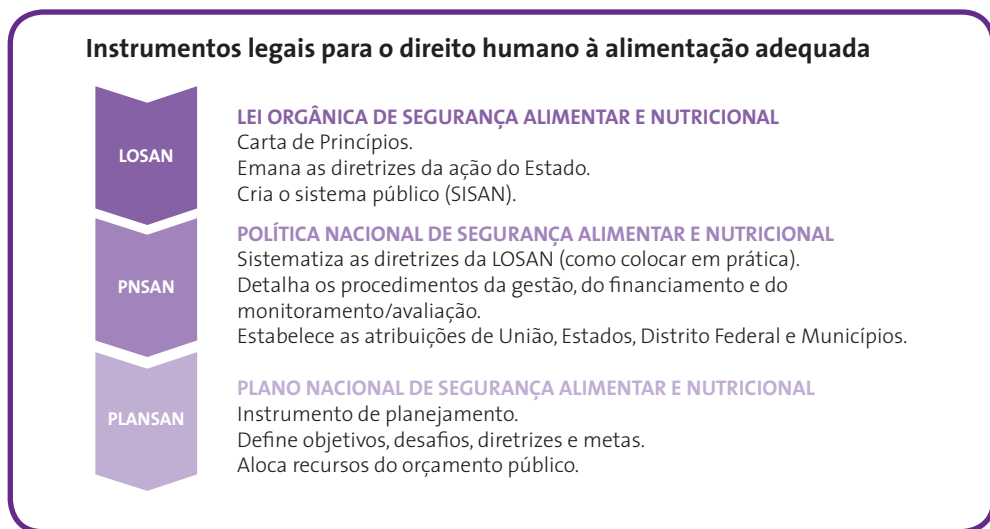 Instrumentos legais para o direito humano à alimentação adequada
LOSAN
LEI ORGÂNICA DE SEGURANÇA ALIMENTAR E NUTRICIONAL
Carta de Princípios.
Emana as diretrizes da ação do Estado.
Cria o sistema público (SISAN).
PNSAN
POLÍTICA NACIONAL DE SEGURANÇA ALIMENTAR E NUTRICIONAL
Sistematiza as diretrizes da LOSAN (como colocar em prática).
Detalha os procedimentos da gestão, do financiamento e do
monitoramento/avaliação.
Estabelece as atribuições de União, Estados, Distrito Federal e Municípios.
PLANSAN
PLANO NACIONAL DE SEGURANÇA ALIMENTAR E NUTRICIONAL
Instrumento de planejamento.
Define objetivos, desafios, diretrizes e metas.
Aloca recursos do orçamento público.